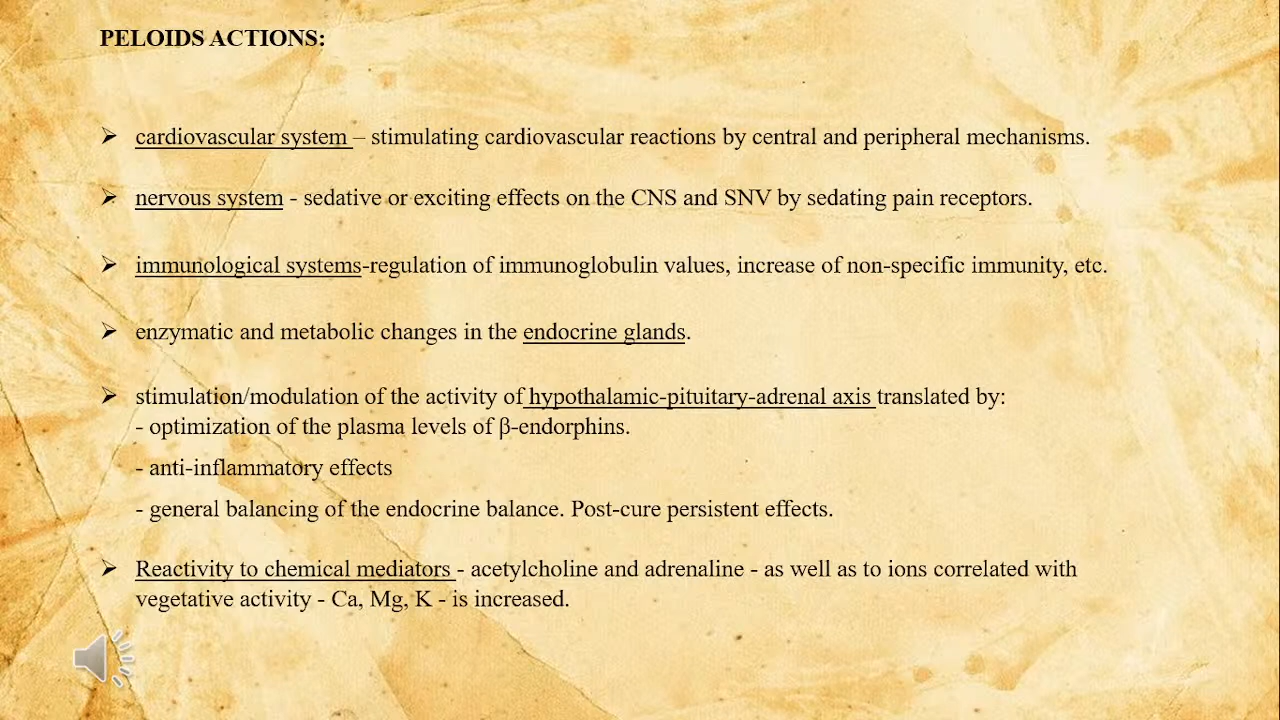 PELOIDS ACTIONS:
➢ cardiovascular system – stimulating cardiovascular reactions by central and peripheral mechanisms.
➢ nervous system - sedative or exciting effects on the CNS and SNV by sedating pain receptors.
➢ immunological systems-regulation of immunoglobulin values, increase of non-specific immunity, etc.
➢ enzymatic and metabolic changes in the endocrine glands.
➢ stimulation/modulation of the activity of hypothalamic-pituitary-adrenal axis translated by:
- optimization of the plasma levels of β-endorphins.
- anti-inflammatory effects
- general balancing of the endocrine balance. Post-cure persistent effects.
➢ Reactivity to chemical mediators - acetylcholine and adrenaline - as well as to ions correlated with
vegetative activity - Ca, Mg, K - is increased.